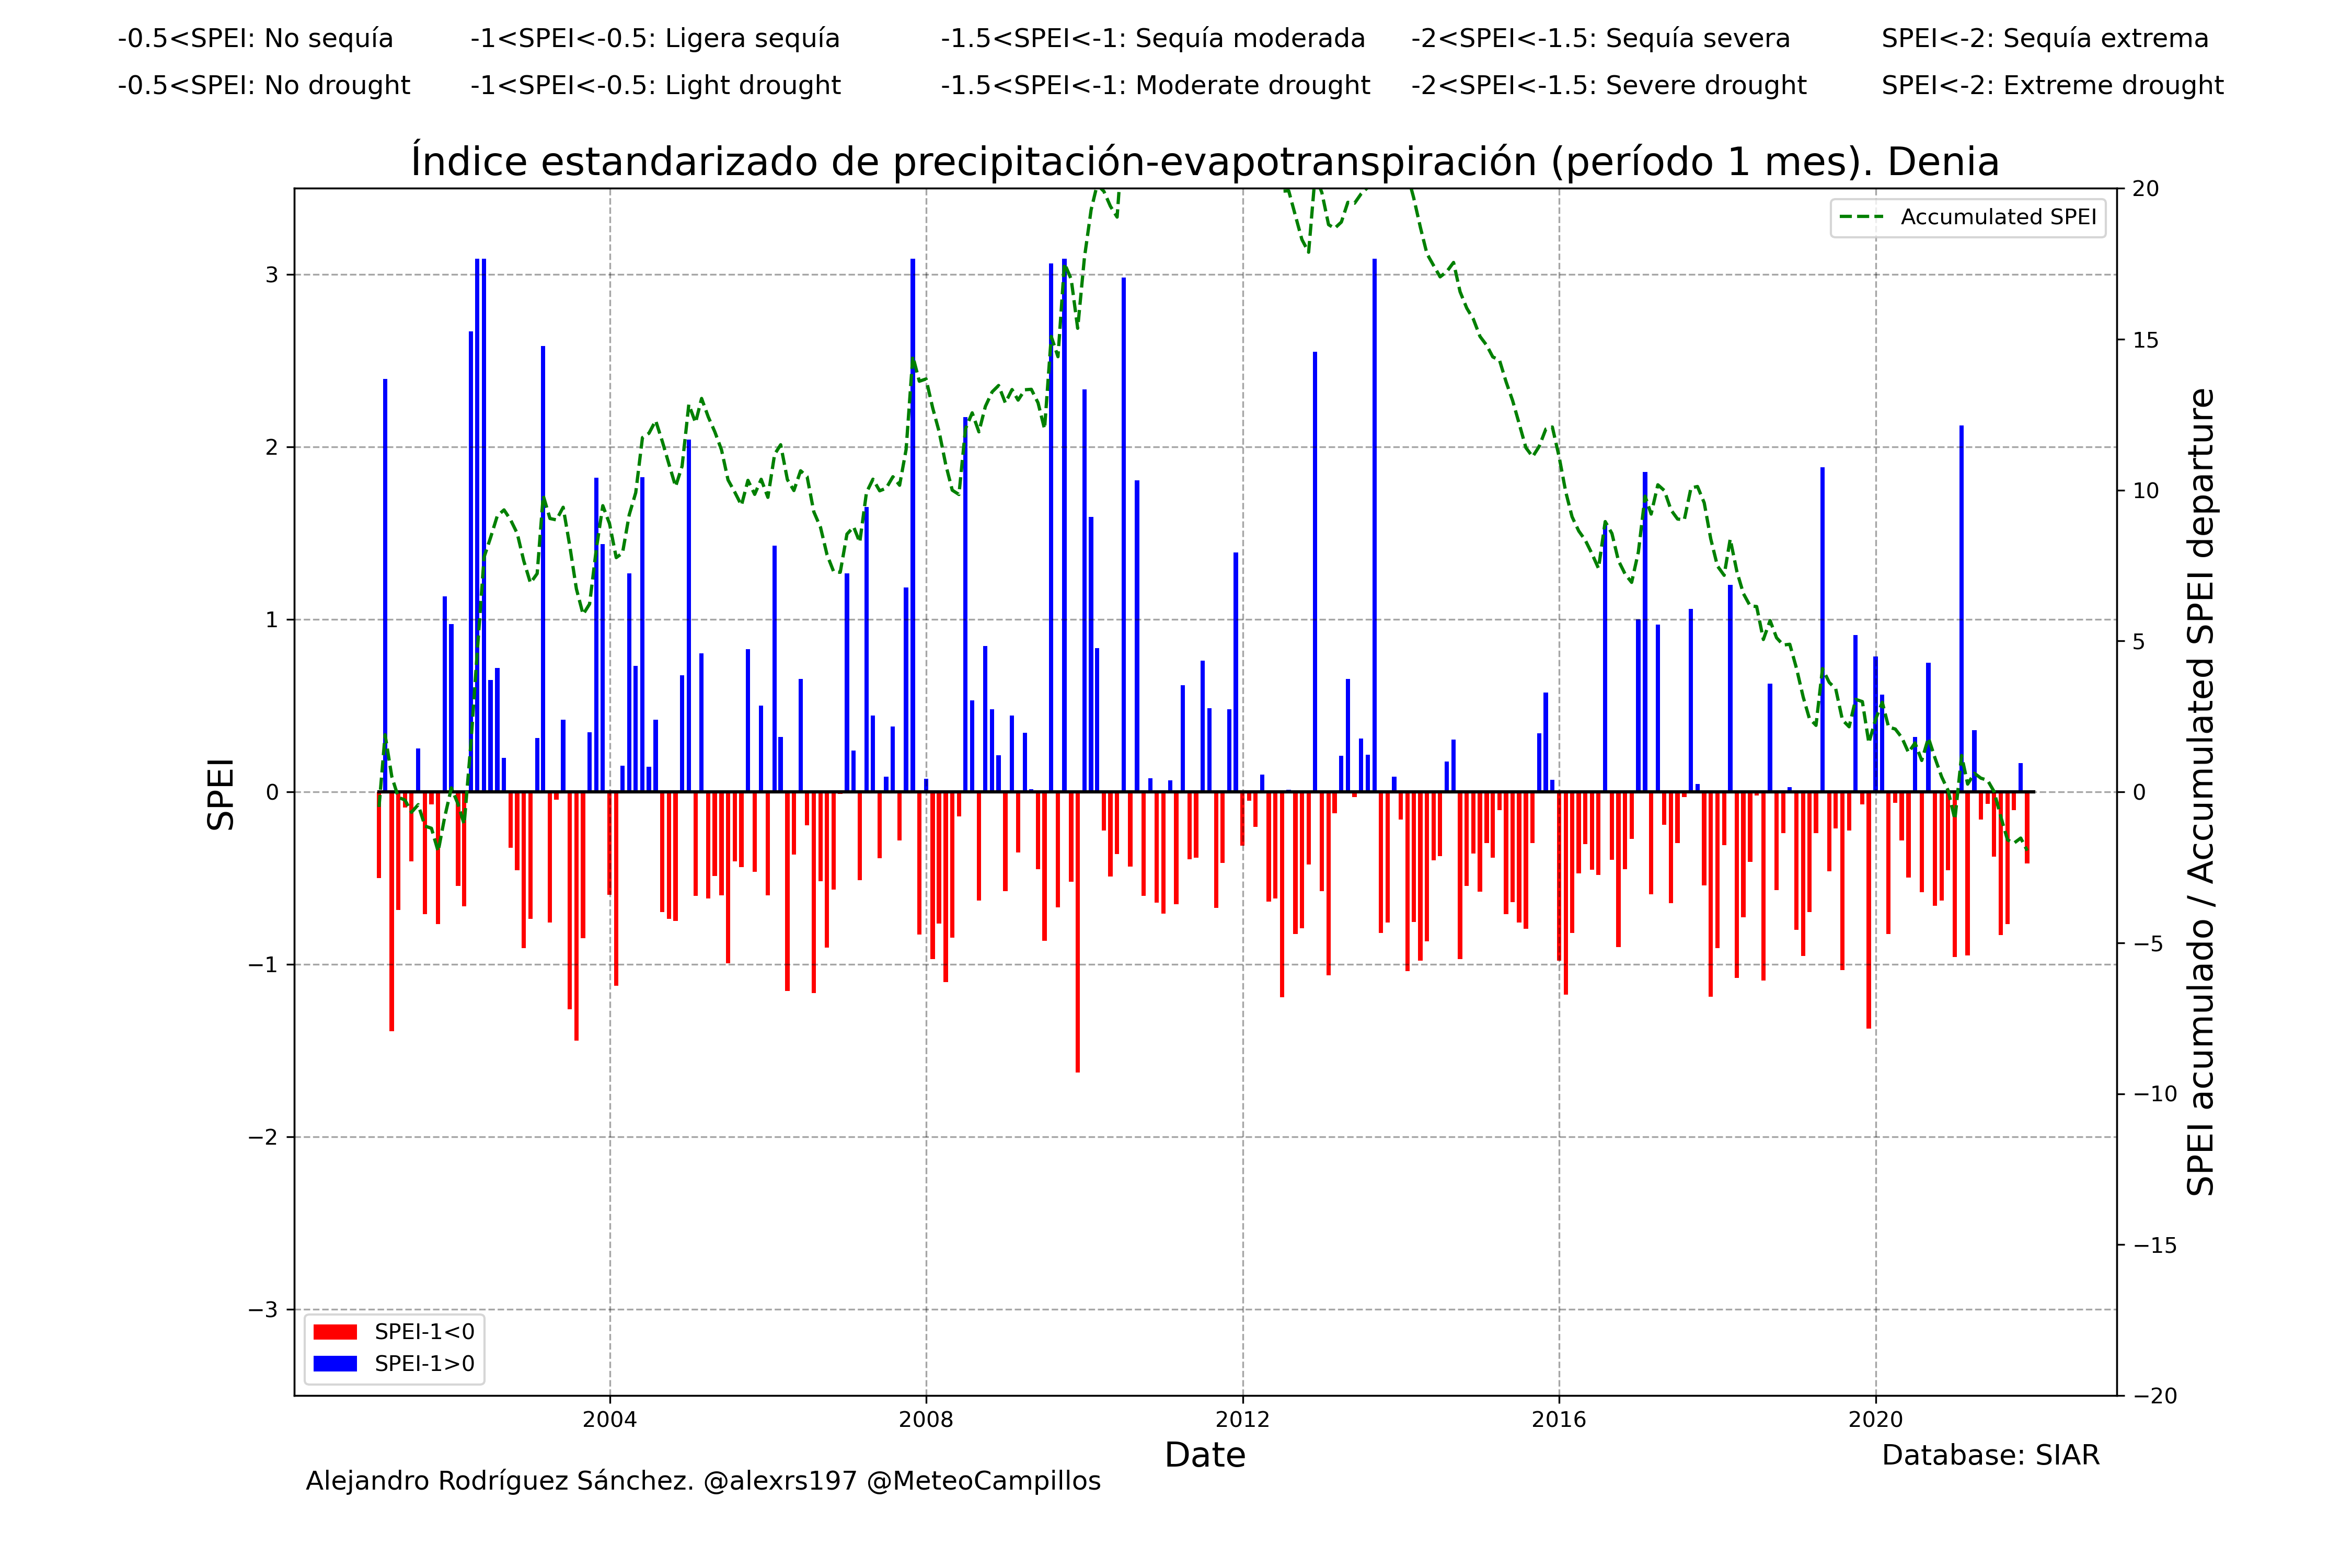 -0.5<SPEI: No sequía -1<SPEI<-0.5: Ligera sequía -1.5<SPEI<-1: Sequía moderada -2<SPEI<-1.5: Sequía severa SPEI<-2: Sequía extrema
-0.5<SPEI: No drought -1<SPEI<-0.5: Light drought -1.5<SPEI<-1: Moderate drought -2<SPEI<-1.5: Severe drought SPEI<-2: Extreme drought
Índice estandarizado de precipitación-evapotranspiración (período 1 mes). Denia
Accumulated SPEI
SPEI
3
2
1
0
−1
−2
−3
20
15
10
5
0
−5
−10
−15
−20
SPEI acumulado / Accumulated SPEI departure
SPEI-1<0
SPEI-1>0
2004 2008 2012 2016 2020
Date
Database: SIAR
Alejandro Rodríguez Sánchez. @alexrs197 @MeteoCampillos